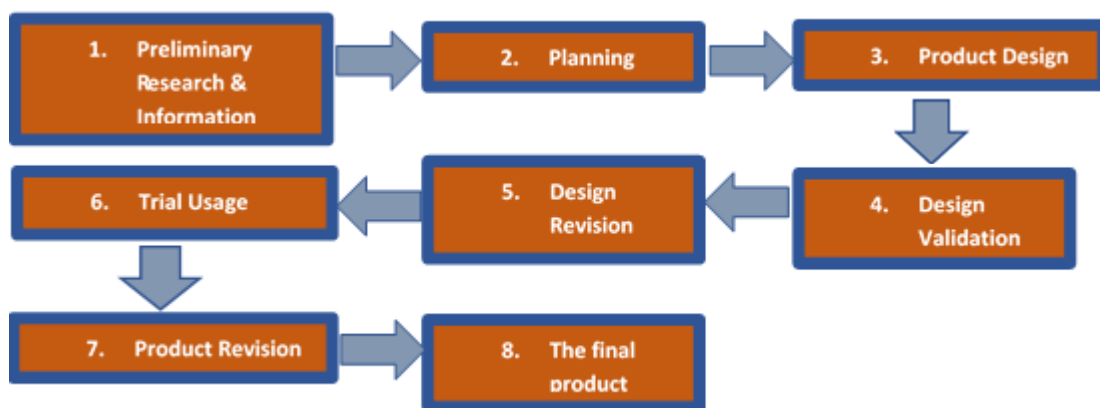 1. Preliminary
Research &
Information
2. Planning
3. Product Design
4. Design
Validation
5. Design
Revision
6. Trial Usage
7. Product Revision
8. The final
product